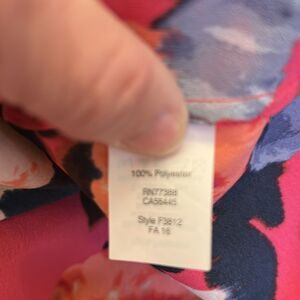 100% Polyester
RN77388
CA56445
Style F3812
FA 16